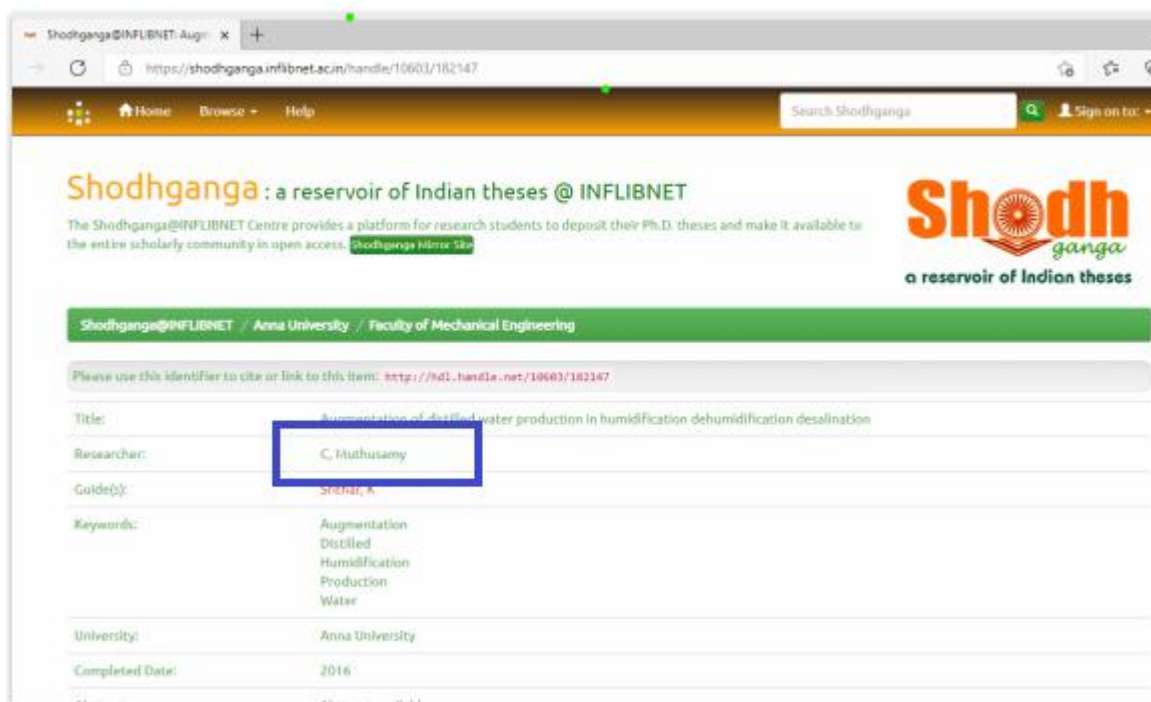 Shodhganga@INFLIBNET: Aug
https://shodhganga.inflibnet.ac.in/handle/10603/182147
Home Browse Help Search Shodhganga Sign on to:
Shodhganga : a reservoir of Indian theses @ INFLIBNET
The Shodhganga@INFLIBNET Centre provides a platform for research students to deposit their Ph.D. theses and make it available to
the entire scholarly community in open access. Shodhganga Mirror Site
Shodh
ganga
a reservoir of Indian theses
Shodhganga@INFLIBNET / Anna University / Faculty of Mechanical Engineering
Please use this identifier to cite or link to this item: http://hdl.handle.net/10603/182147
Title: Augmentation of distilled water production in humidification dehumidification desalination
Researcher: C, Muthusamy
Guide(s): Srithar, K
Keywords: Augmentation
Distilled
Humidification
Production
Water
University: Anna University
Completed Date: 2016